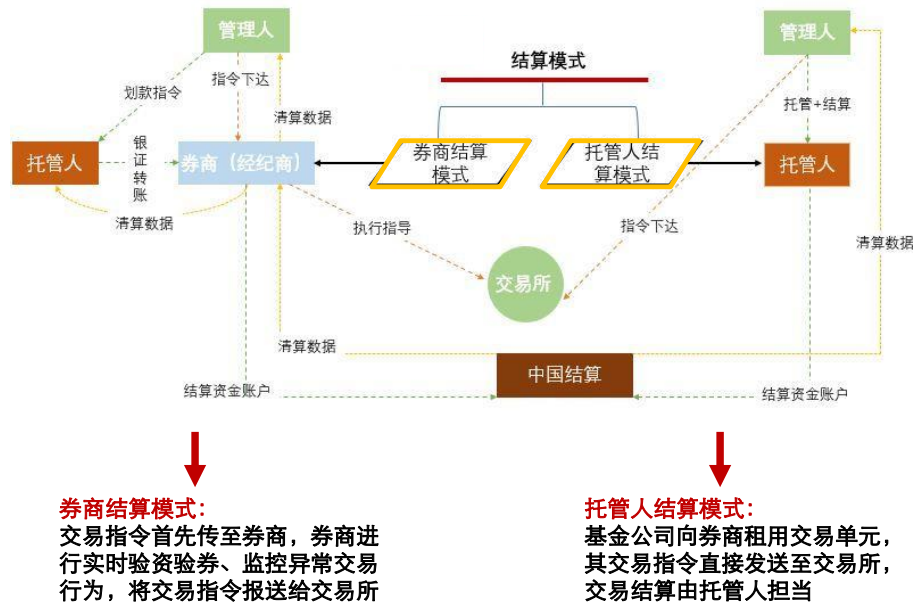 管理人
管理人
结算模式
划款指令
指令下达
清算数据
托管+结算
托管人
银
证
转
账
券商（经纪商）
券商结算
模式
托管人结
算模式
托管人
清算数据
执行指导
指令下达
清算数据
交易所
清算数据
中国结算
结算资金账户
结算资金账户
券商结算模式：
交易指令首先传至券商，券商进
行实时验资验券、监控异常交易
行为，将交易指令报送给交易所
托管人结算模式：
基金公司向券商租用交易单元，
其交易指令直接发送至交易所，
交易结算由托管人担当